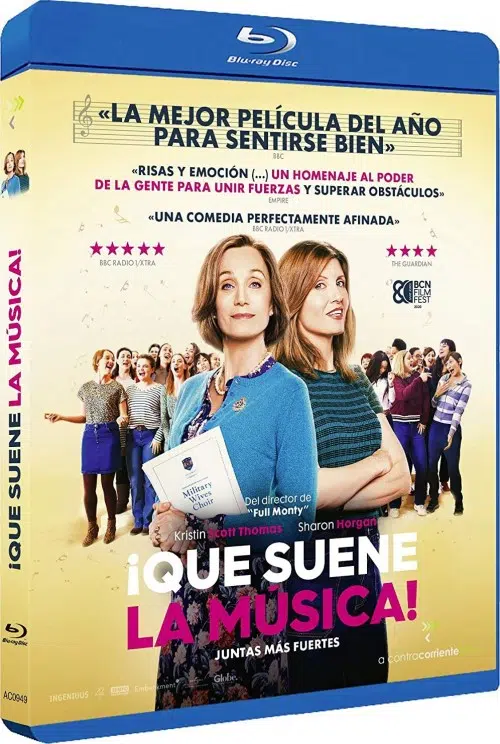 Blu-ray Disc
«LA MEJOR PELÍCULA DEL AÑO
PARA SENTIRSE BIEN»
BBC
«RISAS Y EMOCIÓN (...) UN HOMENAJE AL PODER
DE LA GENTE PARA UNIR FUERZAS Y SUPERAR OBSTÁCULOS»
EMPIRE
«UNA COMEDIA PERFECTAMENTE AFINADA»
BBC RADIO 1/XTRA
★★★★★
BBC RADIO 1/XTRA
★★★★
THE GUARDIAN
BCN
FILM
FEST
2020
Military
Wives
Choir
Del director de
"Full Monty"
Kristin Scott Thomas
Sharon Horgan
¡QUE SUENE
LA MÚSICA!
JUNTAS MÁS FUERTES
a contracorriente
INGENIOUS
Embankment
Globe
¡QUE SUENE LA MÚSICA!
Blu-ray Disc
AC0949